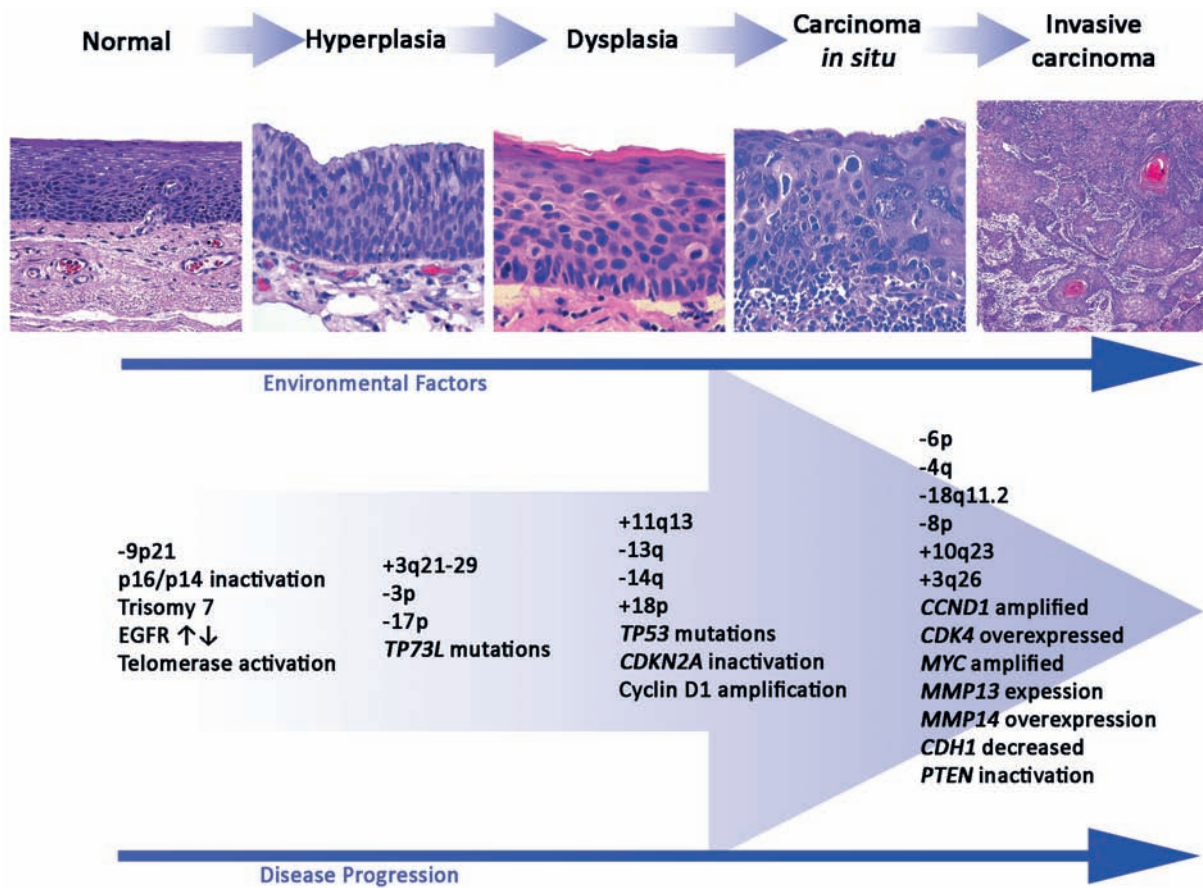 Normal
Hyperplasia
Dysplasia
Carcinoma
in situ
Invasive
carcinoma
Environmental Factors
-9p21
p16/p14 inactivation
Trisomy 7
EGFR ↑↓
Telomerase activation
+3q21-29
-3p
-17p
TP73L mutations
+11q13
-13q
-14q
+18p
TP53 mutations
CDKN2A inactivation
Cyclin D1 amplification
-6p
-4q
-18q11.2
-8p
+10q23
+3q26
CCND1 amplified
CDK4 overexpressed
MYC amplified
MMP13 expession
MMP14 overexpression
CDH1 decreased
PTEN inactivation
Disease Progression